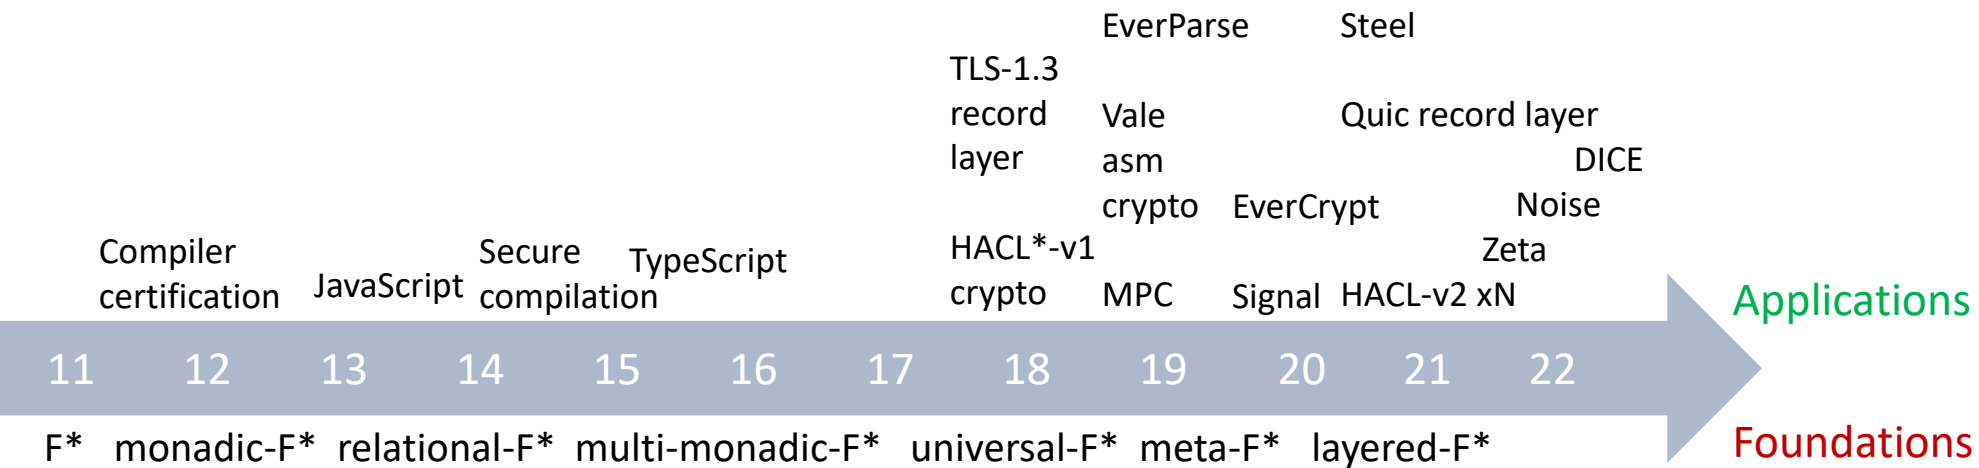 EverParse
Steel
TLS-1.3
record
layer
Vale
asm
crypto
Quic record layer
DICE
EverCrypt
Noise
Compiler
certification
JavaScript
Secure
compilation
TypeScript
HACL*-v1
crypto
MPC
Signal
Zeta
HACL-v2 xN
Applications
11 12 13 14 15 16 17 18 19 20 21 22
F* monadic-F* relational-F* multi-monadic-F* universal-F* meta-F* layered-F*
Foundations